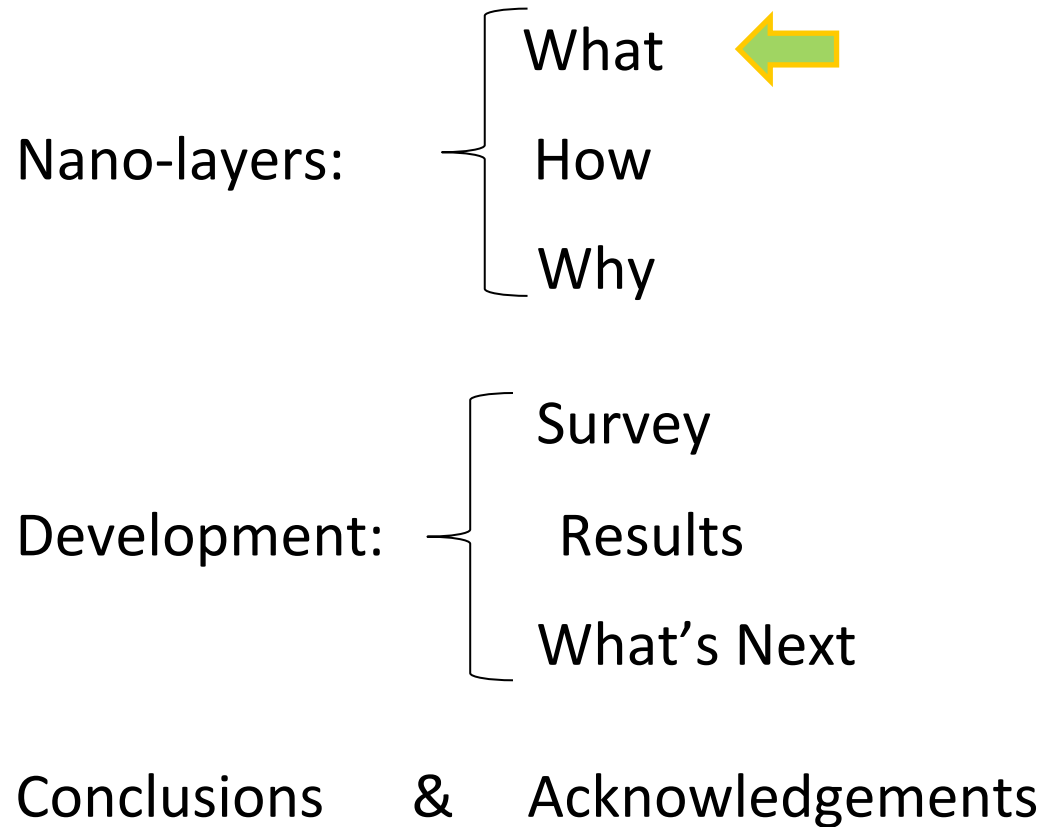 What
Nano-layers:
How
Why
Survey
Development:
Results
What’s Next
Conclusions & Acknowledgements